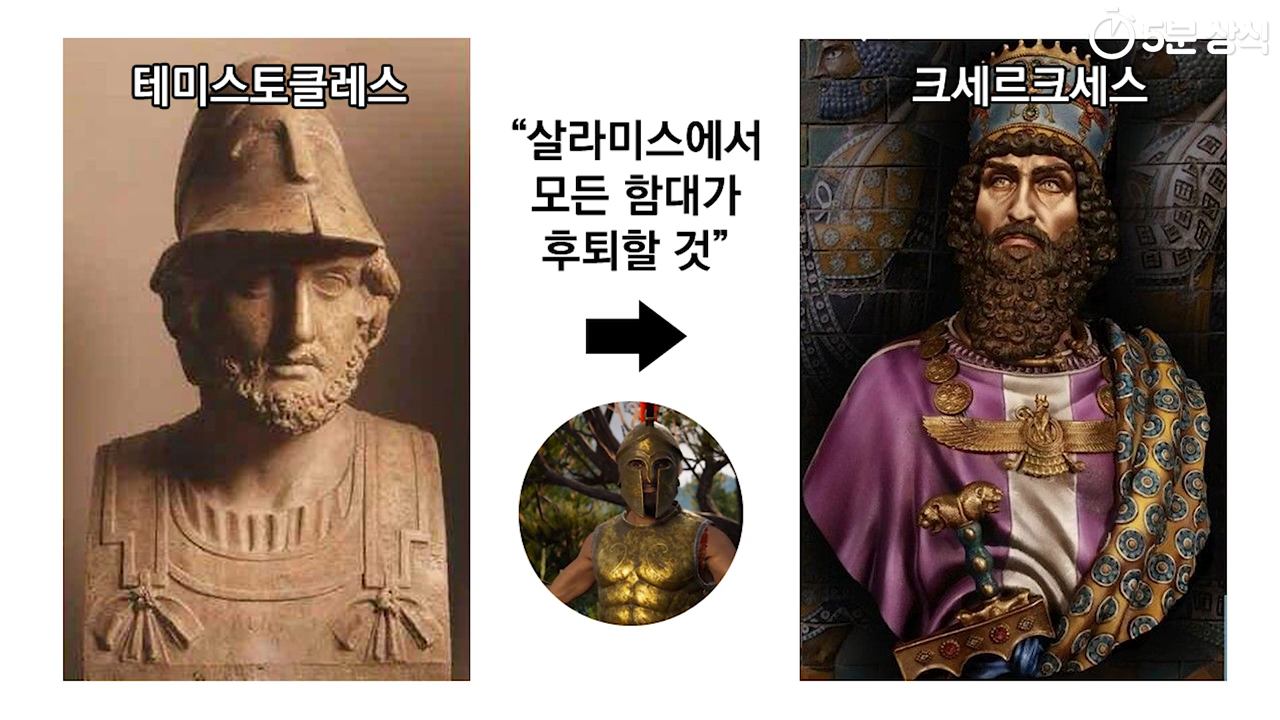 5분 상식
테미스토클레스
크세르크세스
“살라미스에서
모든 함대가
후퇴할 것”